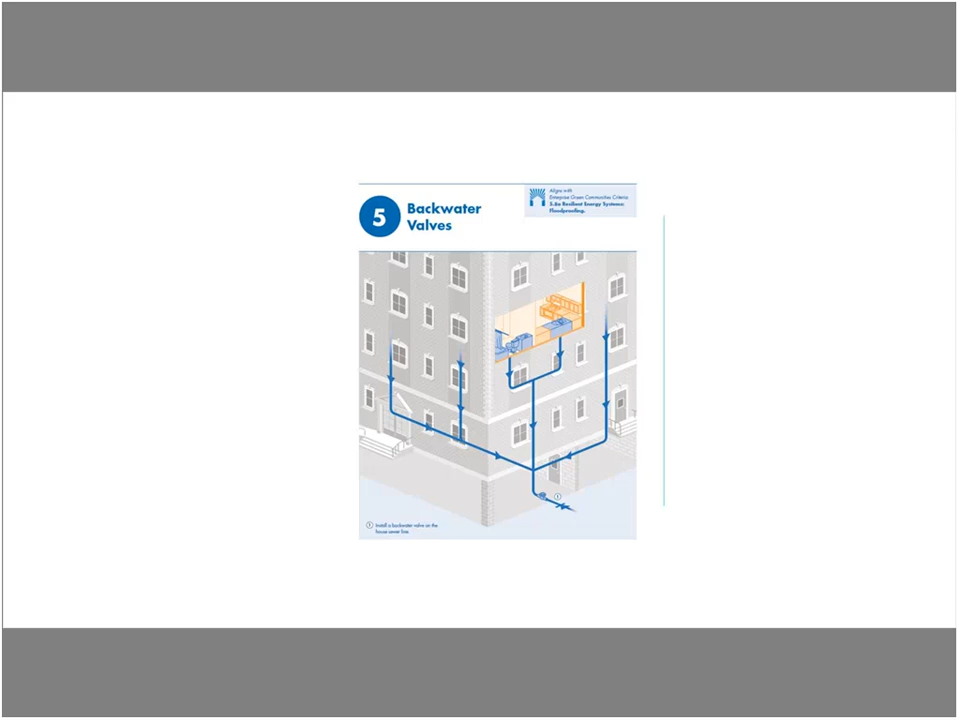 5
Backwater
Valves
Aligns with
Enterprise Green Communities Criteria
5.8a Resilient Energy Systems:
Floodproofing.
1
1 Install a backwater valve on the
house sewer line.